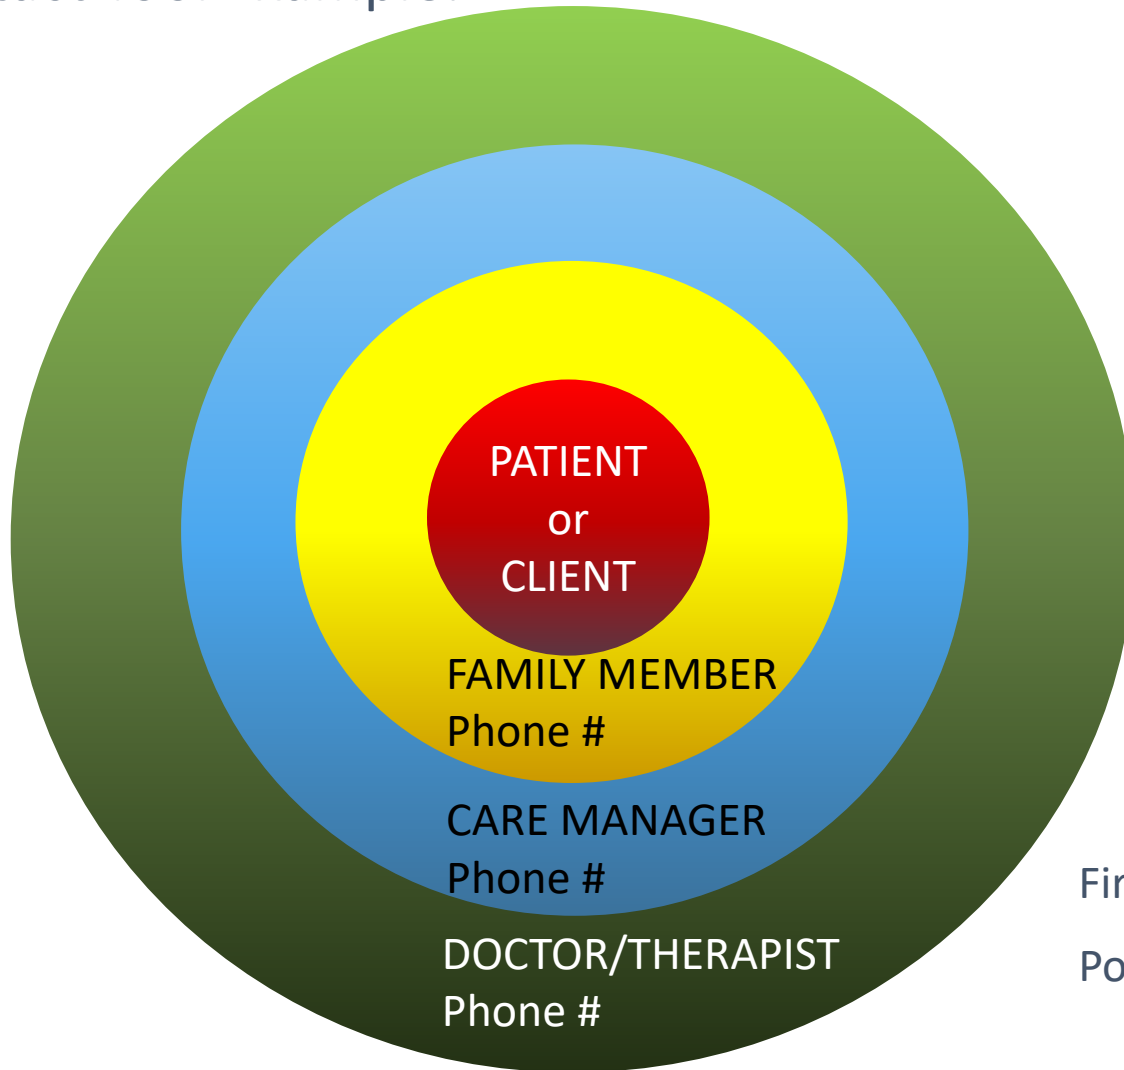 PATIENT
or
CLIENT
FAMILY MEMBER
Phone #
CARE MANAGER
Phone #
DOCTOR/THERAPIST
Phone #